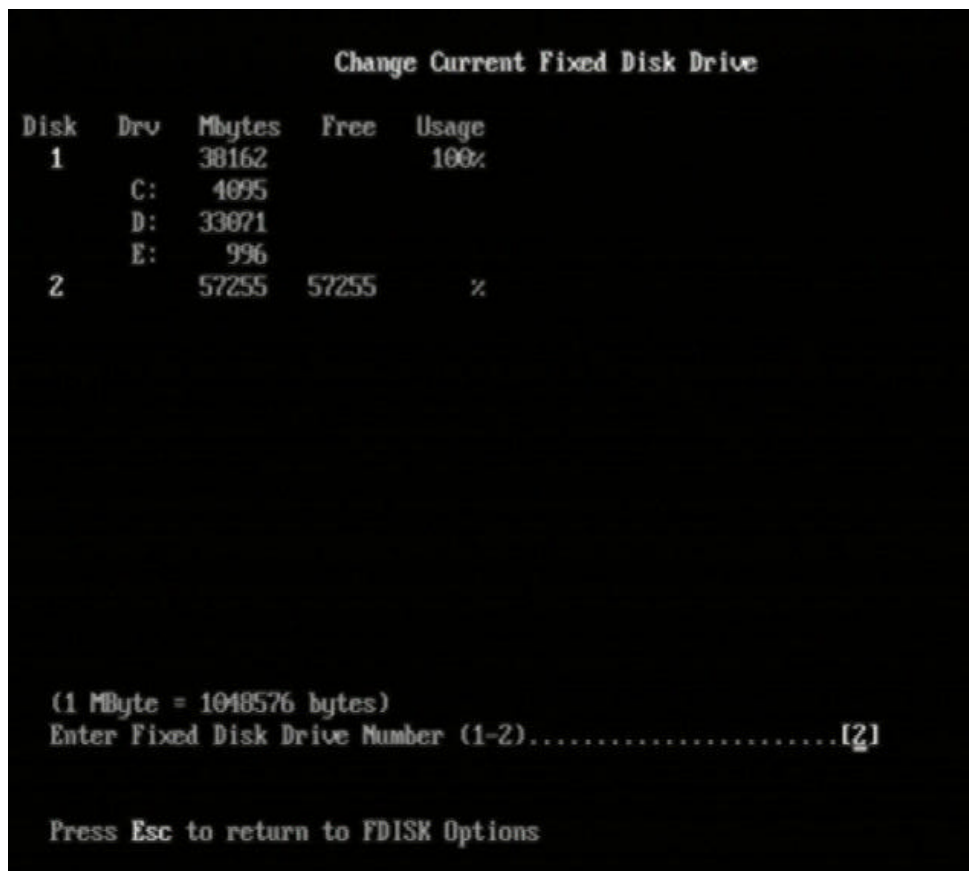 Change Current Fixed Disk Drive
Disk Drv Mbytes Free Usage
1 38162 100%
C: 4095
D: 33071
E: 996
2 57255 57255 %
(1 MByte = 1048576 bytes)
Enter Fixed Disk Drive Number (1-2).......................[2]
Press Esc to return to FDISK Options